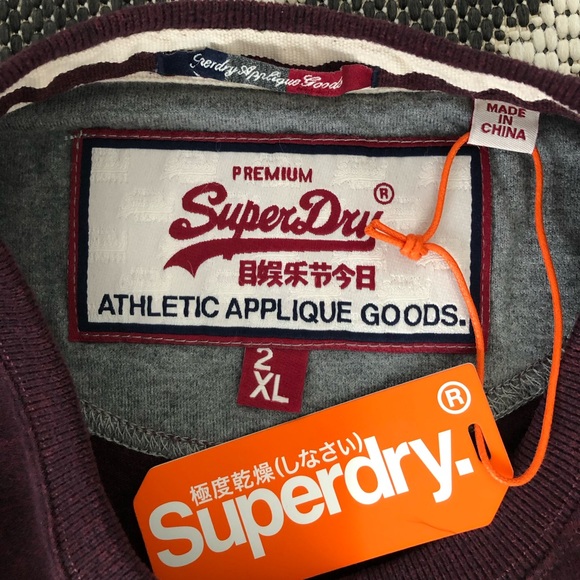 Superdry Applique Goods
MADE
IN
CHINA
PREMIUM
SuperDry ®
目娱乐节今日
ATHLETIC APPLIQUE GOODS.
2
XL
®
極度乾燥(しなさい)
Superdry.